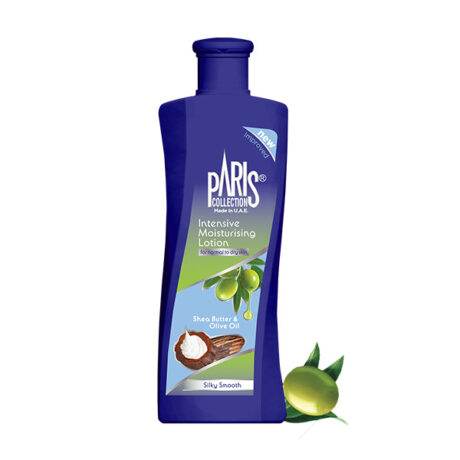 new
Improved
PARIS®
COLLECTION
Made In U.A.E.
Intensive
Moisturising
Lotion
for normal to dry skin
Shea Butter &
Olive Oil
Silky Smooth